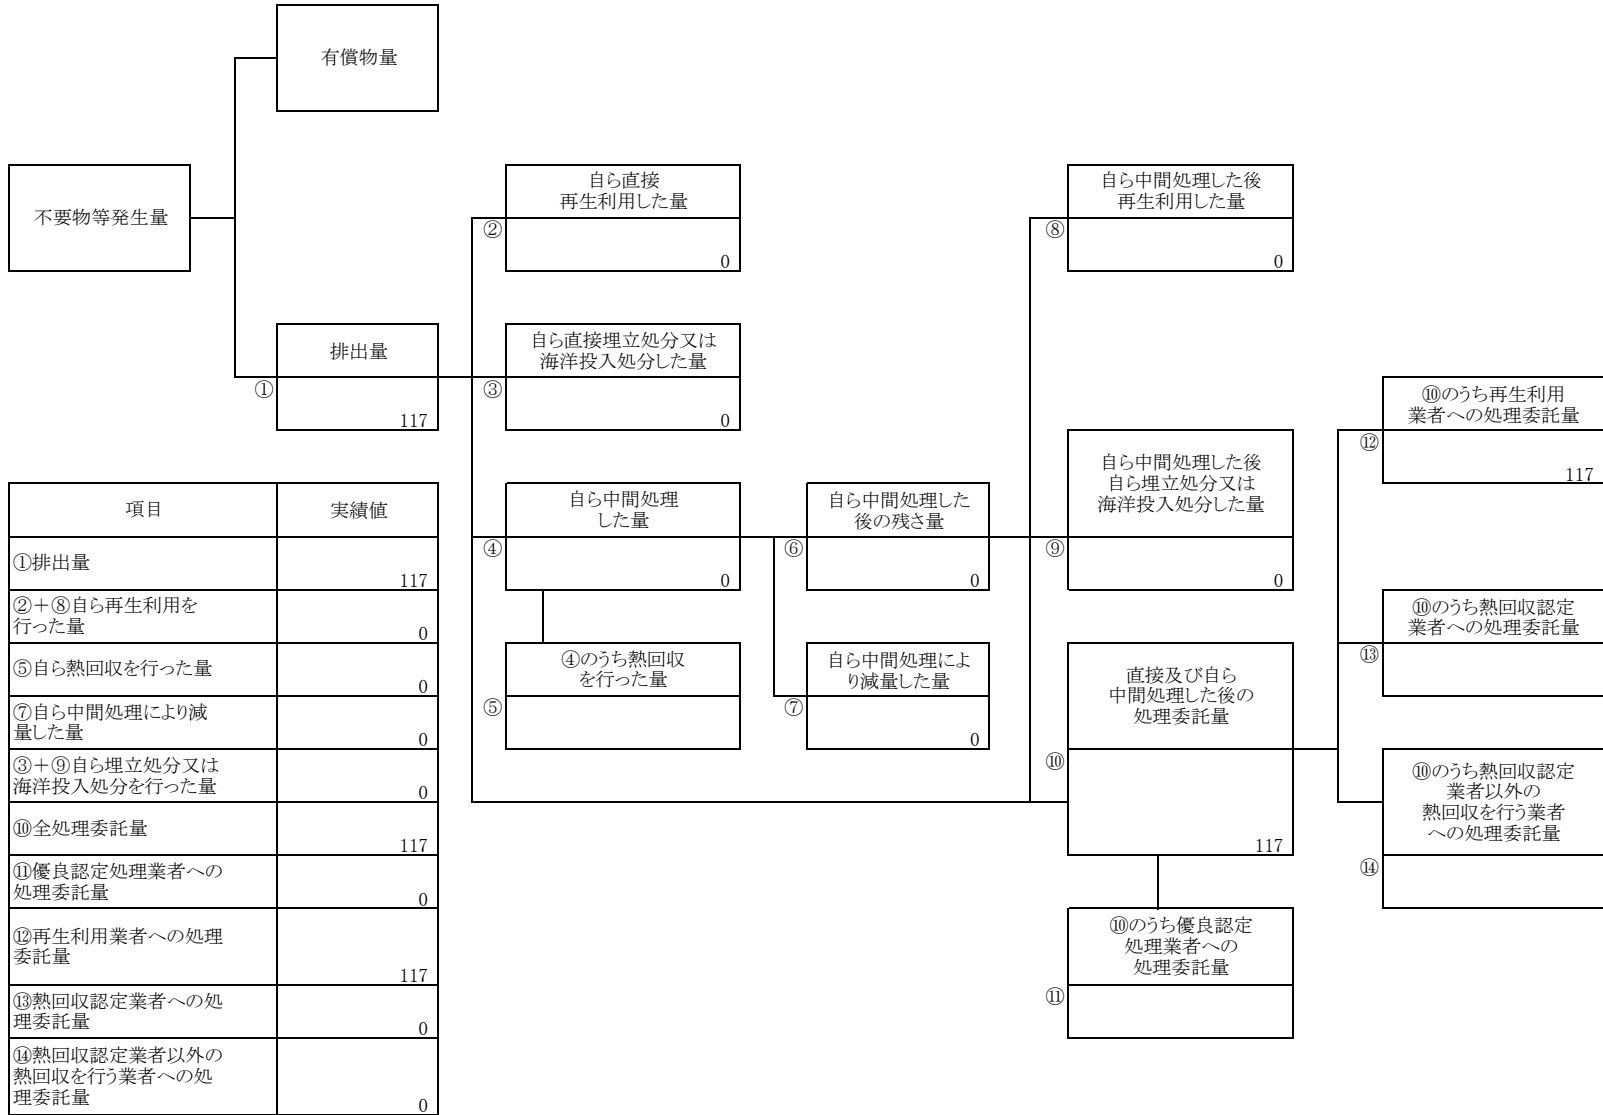 有償物量
不要物等発生量
自ら直接
再生利用した量
②
0
自ら中間処理した後
再生利用した量
⑧
0
排出量
①
117
自ら直接埋立処分又は
海洋投入処分した量
③
0
⑩のうち再生利用
業者への処理委託量
⑫
117
自ら中間処理した後
自ら埋立処分又は
海洋投入処分した量
⑨
0
自ら中間処理
した量
④
0
自ら中間処理した
後の残さ量
⑥
0
⑩のうち熱回収認定
業者への処理委託量
⑬
④のうち熱回収
を行った量
⑤
自ら中間処理によ
り減量した量
⑦
0
直接及び自ら
中間処理した後の
処理委託量
⑩
117
⑩のうち熱回収認定
業者以外の
熱回収を行う業者
への処理委託量
⑭
⑩のうち優良認定
処理業者への
処理委託量
⑪
項目 実績値
①排出量
117
②＋⑧自ら再生利用を
行った量
0
⑤自ら熱回収を行った量
0
⑦自ら中間処理により減
量した量
0
③＋⑨自ら埋立処分又は
海洋投入処分を行った量
0
⑩全処理委託量
117
⑪優良認定処理業者への
処理委託量
0
⑫再生利用業者への処理
委託量
117
⑬熱回収認定業者への処
理委託量
0
⑭熱回収認定業者以外の
熱回収を行う業者への処
理委託量
0